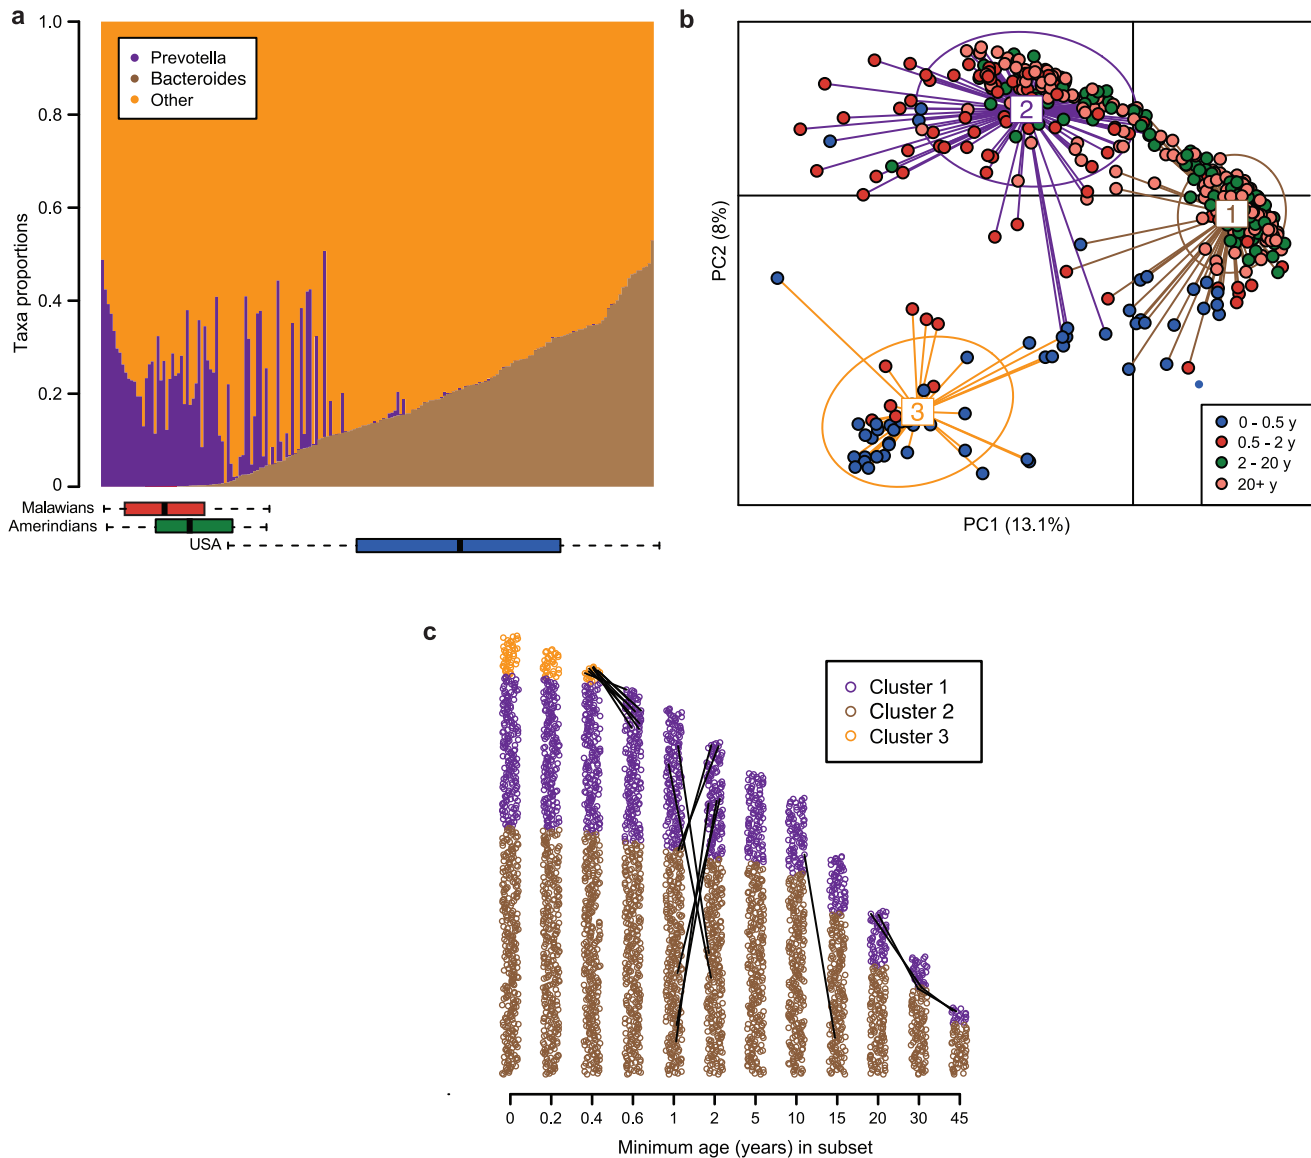 a
1.0
0.8
0.6
0.4
0.2
0
Taxa proportions
Prevotella
Bacteroides
Other
Malawians
Amerindians
USA
b
PC2 (8%)
2
1
3
0 - 0.5 y
0.5 - 2 y
2 - 20 y
20+ y
PC1 (13.1%)
c
Cluster 1
Cluster 2
Cluster 3
0 0.2 0.4 0.6 1 2 5 10 15 20 30 45
Minimum age (years) in subset